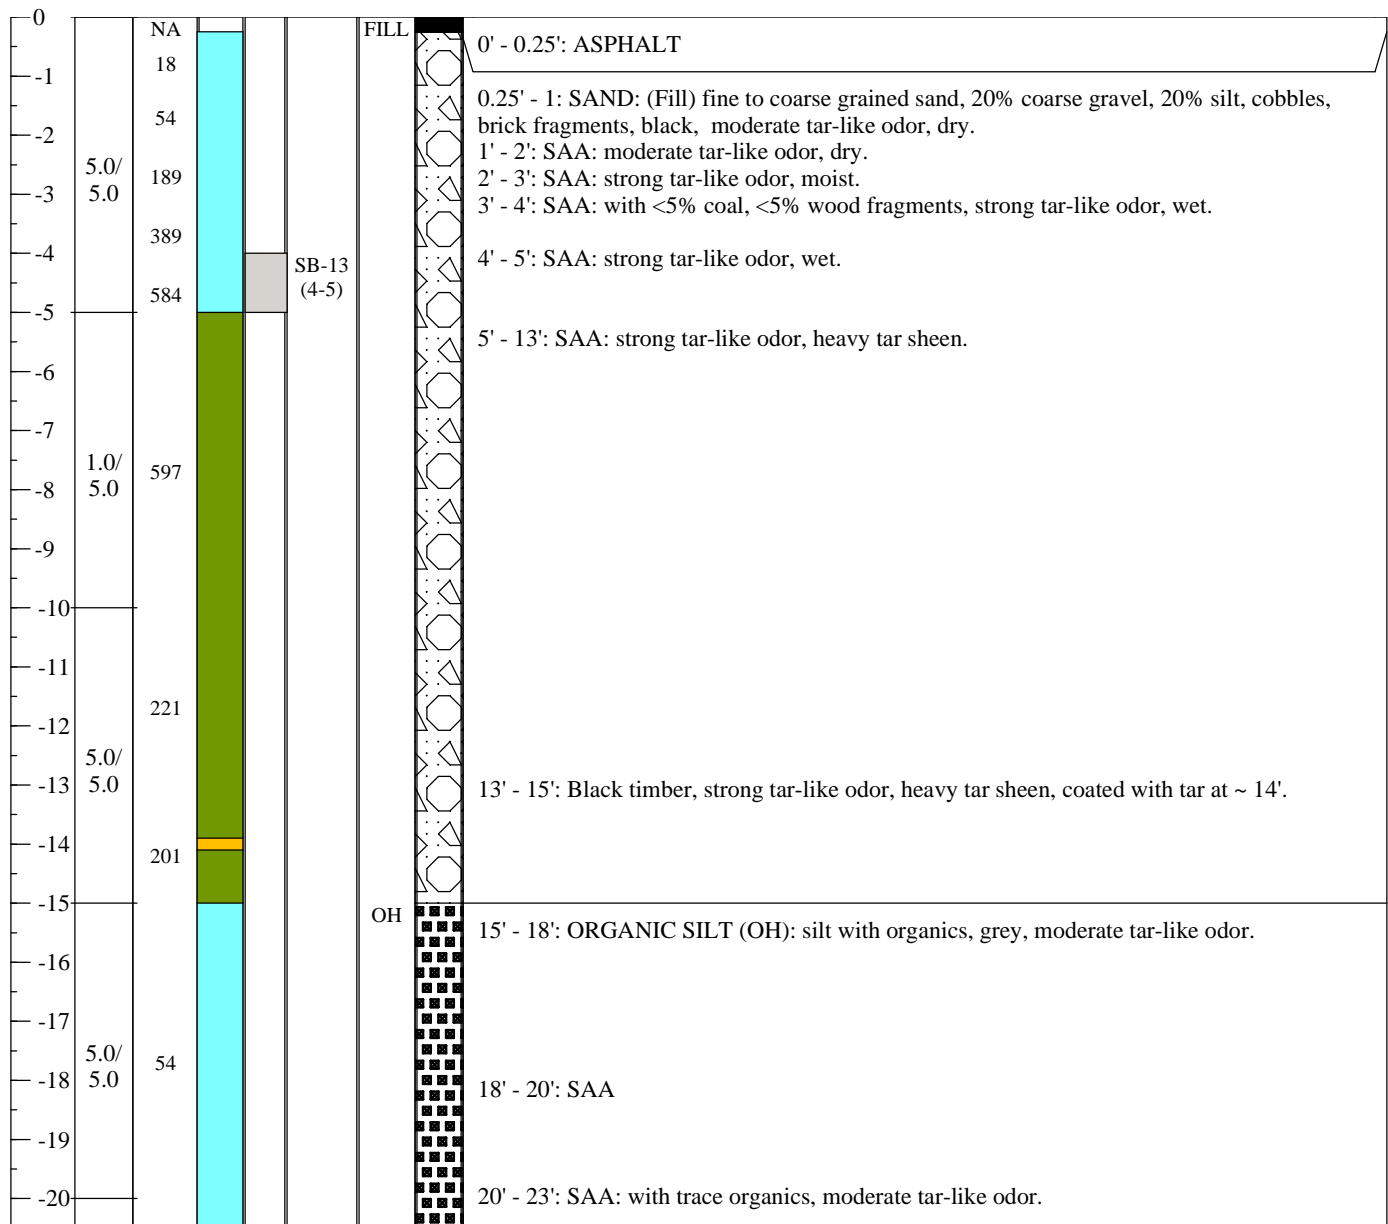 0
-1
-2
-3
-4
-5
-6
-7
-8
-9
-10
-11
-12
-13
-14
-15
-16
-17
-18
-19
-20
5.0/
5.0
1.0/
5.0
5.0/
5.0
5.0/
5.0
NA
18
54
189
389
584
597
221
201
54
SB-13
(4-5)
FILL
OH
0' - 0.25': ASPHALT
0.25' - 1: SAND: (Fill) fine to coarse grained sand, 20% coarse gravel, 20% silt, cobbles,
brick fragments, black, moderate tar-like odor, dry.
1' - 2': SAA: moderate tar-like odor, dry.
2' - 3': SAA: strong tar-like odor, moist.
3' - 4': SAA: with <5% coal, <5% wood fragments, strong tar-like odor, wet.
4' - 5': SAA: strong tar-like odor, wet.
5' - 13': SAA: strong tar-like odor, heavy tar sheen.
13' - 15': Black timber, strong tar-like odor, heavy tar sheen, coated with tar at ~ 14'.
15' - 18': ORGANIC SILT (OH): silt with organics, grey, moderate tar-like odor.
18' - 20': SAA
20' - 23': SAA: with trace organics, moderate tar-like odor.